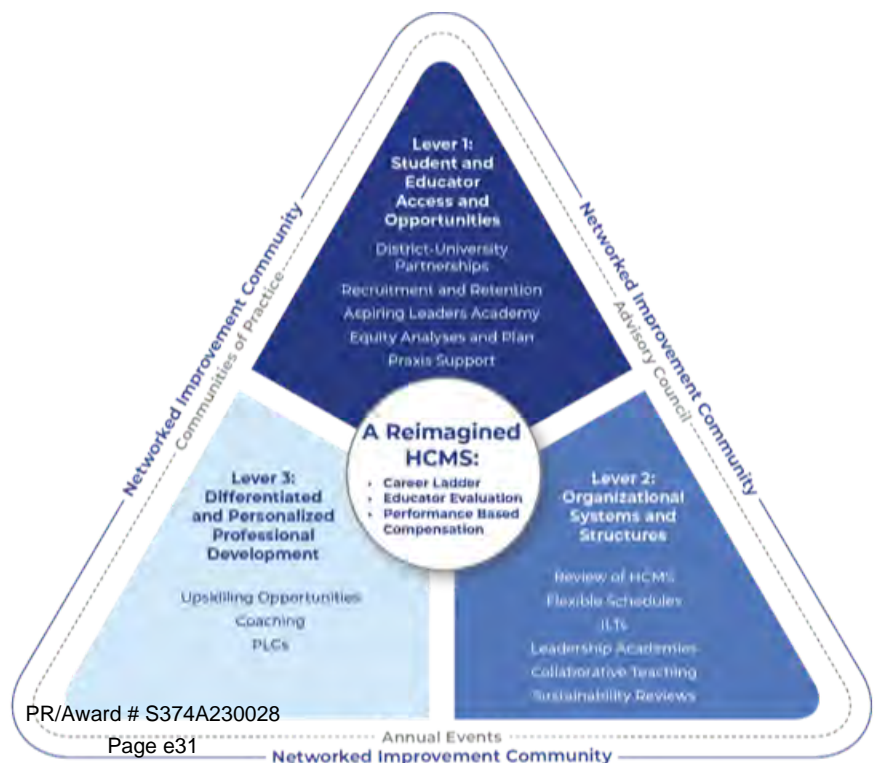 Lever 1:
Student and
Educator
Access and
Opportunities
District-University
Partnerships
Recruitment and Retention
Aspiring Leaders Academy
Equity Analyses and Plan
Praxis Support
Networked Improvement Community
Communities of Practice
Networked Improvement Community
Advisory Council
A Reimagined
HCMS:
• Career Ladder
• Educator Evaluation
• Performance Based
Compensation
Lever 3:
Differentiated
and Personalized
Professional
Development
Upskilling Opportunities
Coaching
PLCs
Lever 2:
Organizational
Systems and
Structures
Review of HCMS
Flexible Schedules
ILTs
Leadership Academies
Collaborative Teaching
Sustainability Reviews
PR/Award # S374A230028
Page e31
Annual Events
Networked Improvement Community